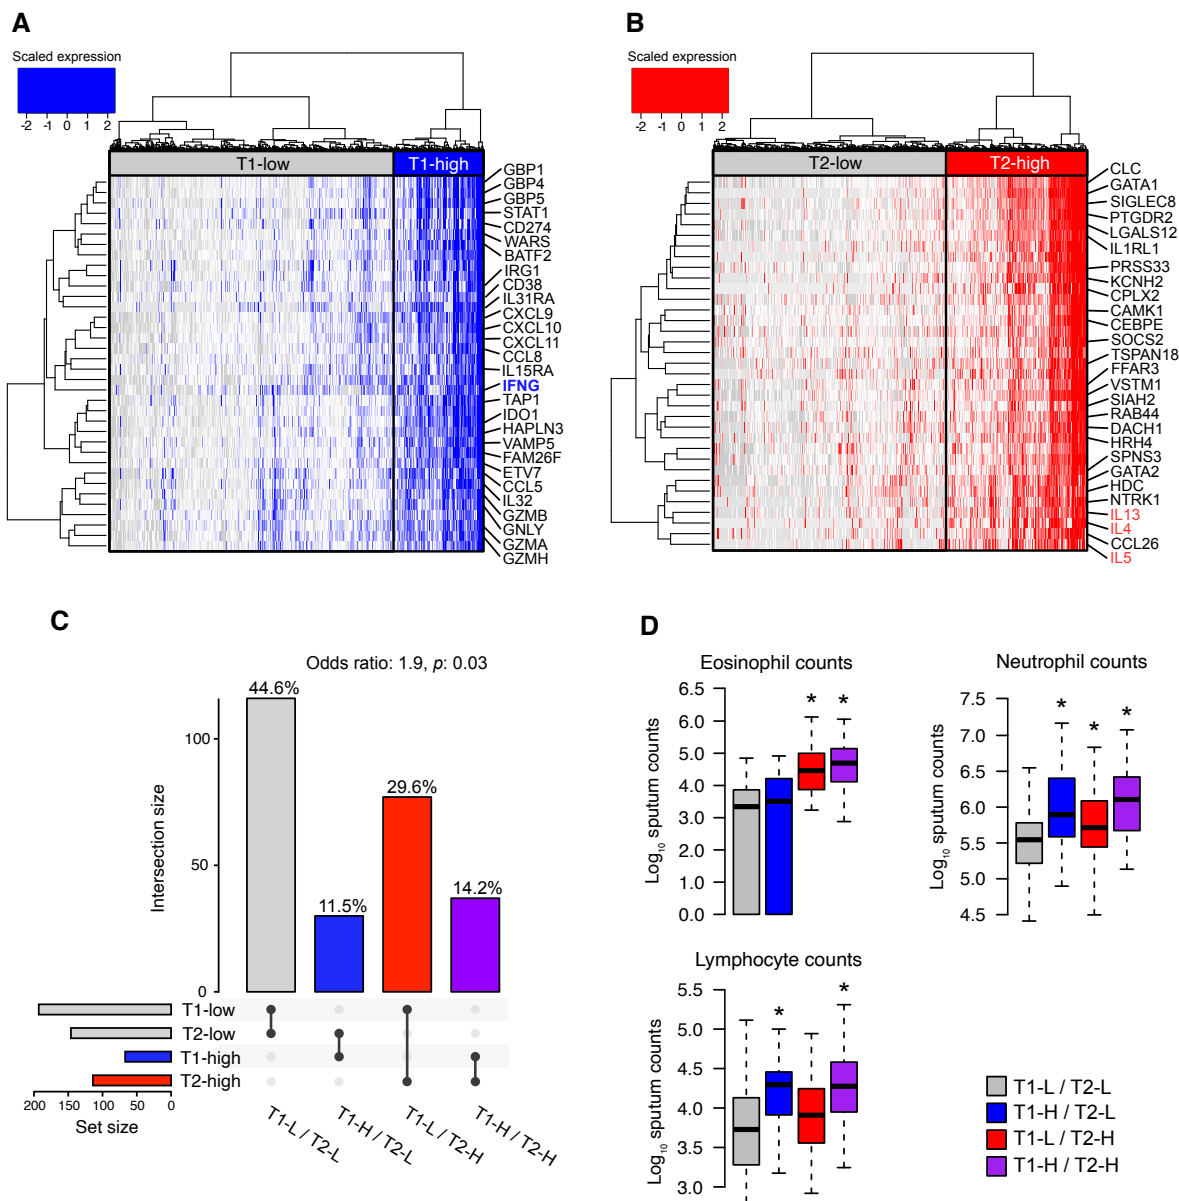 A
Scaled expression
-2 -1 0 1 2
T1-low
T1-high
GBP1
GBP4
GBP5
STAT1
CD274
WARS
BATF2
IRG1
CD38
IL31RA
CXCL9
CXCL10
CXCL11
CCL8
IL15RA
IFNG
TAP1
IDO1
HAPLN3
VAMP5
FAM26F
ETV7
CCL5
IL32
GZMB
GNLY
GZMA
GZMH
B
Scaled expression
-2 -1 0 1 2
T2-low
T2-high
CLC
GATA1
SIGLEC8
PTGDR2
LGALS12
IL1RL1
PRSS33
KCNH2
CPLX2
CAMK1
CEBPE
SOCS2
TSPAN18
FFAR3
VSTM1
SIAH2
RAB44
DACH1
HRH4
SPNS3
GATA2
HDC
NTRK1
IL13
IL4
CCL26
IL5
C
Odds ratio: 1.9, p: 0.03
Intersection size
100
50
0
44.6%
11.5%
29.6%
14.2%
T1-low
T2-low
T1-high
T2-high
200 150 100 50 0
Set size
T1-L / T2-L
T1-H / T2-L
T1-L / T2-H
T1-H / T2-H
D
Eosinophil counts
Log10 sputum counts
6.5
6.0
5.0
4.0
3.0
2.0
1.0
0.0
* *
Neutrophil counts
Log10 sputum counts
7.5
7.0
6.5
6.0
5.5
5.0
4.5
* * *
Lymphocyte counts
Log10 sputum counts
5.5
5.0
4.5
4.0
3.5
3.0
* *
T1-L / T2-L
T1-H / T2-L
T1-L / T2-H
T1-H / T2-H